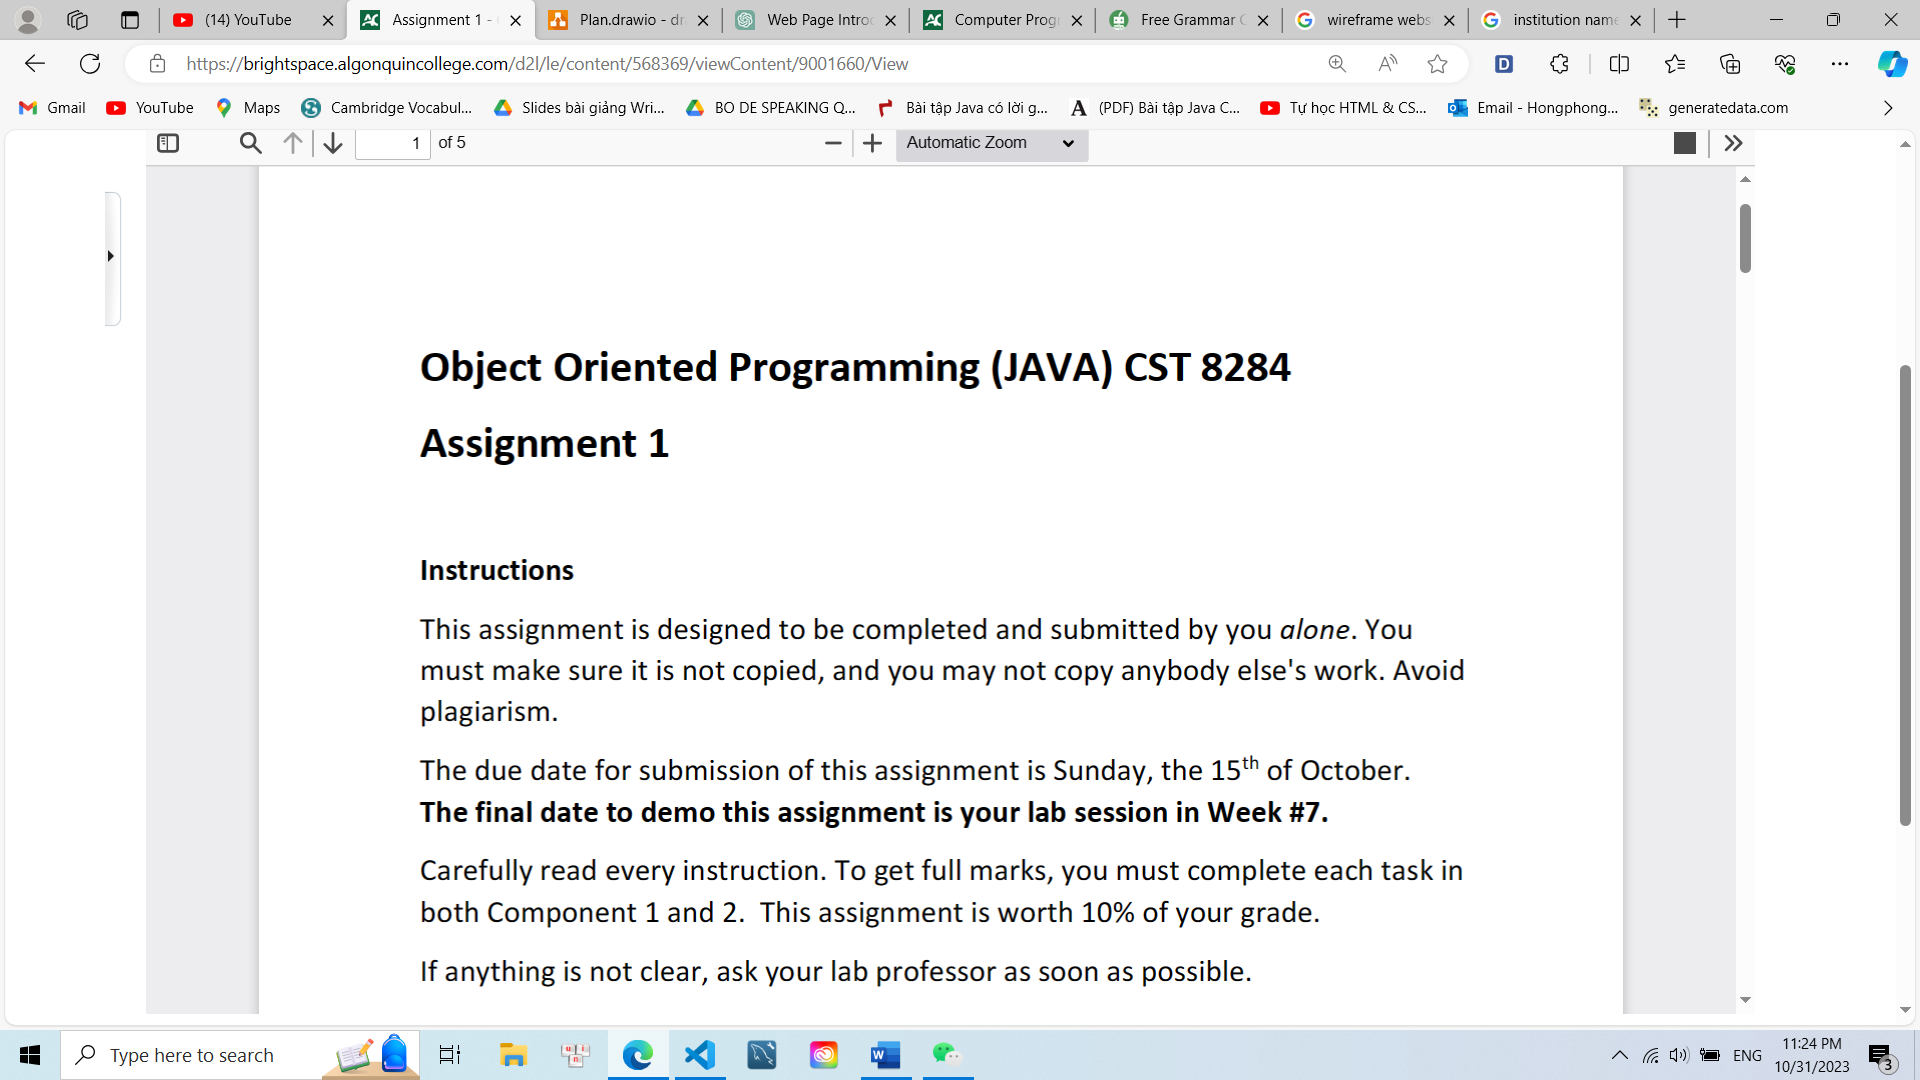 (14) YouTube
Assignment 1 -
Plan.drawio - dr
Web Page Introd
Computer Prog
Free Grammar C
wireframe webs
institution name
https://brightspace.algonquincollege.com/d2l/le/content/568369/viewContent/9001660/View
Gmail
YouTube
Maps
Cambridge Vocabul...
Slides bài giảng Wri...
BO DE SPEAKING Q...
Bài tập Java có lời g...
(PDF) Bài tập Java C...
Tự học HTML & CS...
Email - Hongphong...
generatedata.com
1 of 5
Automatic Zoom
Object Oriented Programming (JAVA) CST 8284
Assignment 1
Instructions
This assignment is designed to be completed and submitted by you alone. You
must make sure it is not copied, and you may not copy anybody else's work. Avoid
plagiarism.
The due date for submission of this assignment is Sunday, the 15th of October.
The final date to demo this assignment is your lab session in Week #7.
Carefully read every instruction. To get full marks, you must complete each task in
both Component 1 and 2.  This assignment is worth 10% of your grade.
If anything is not clear, ask your lab professor as soon as possible.
Type here to search
ENG
11:24 PM
10/31/2023
3